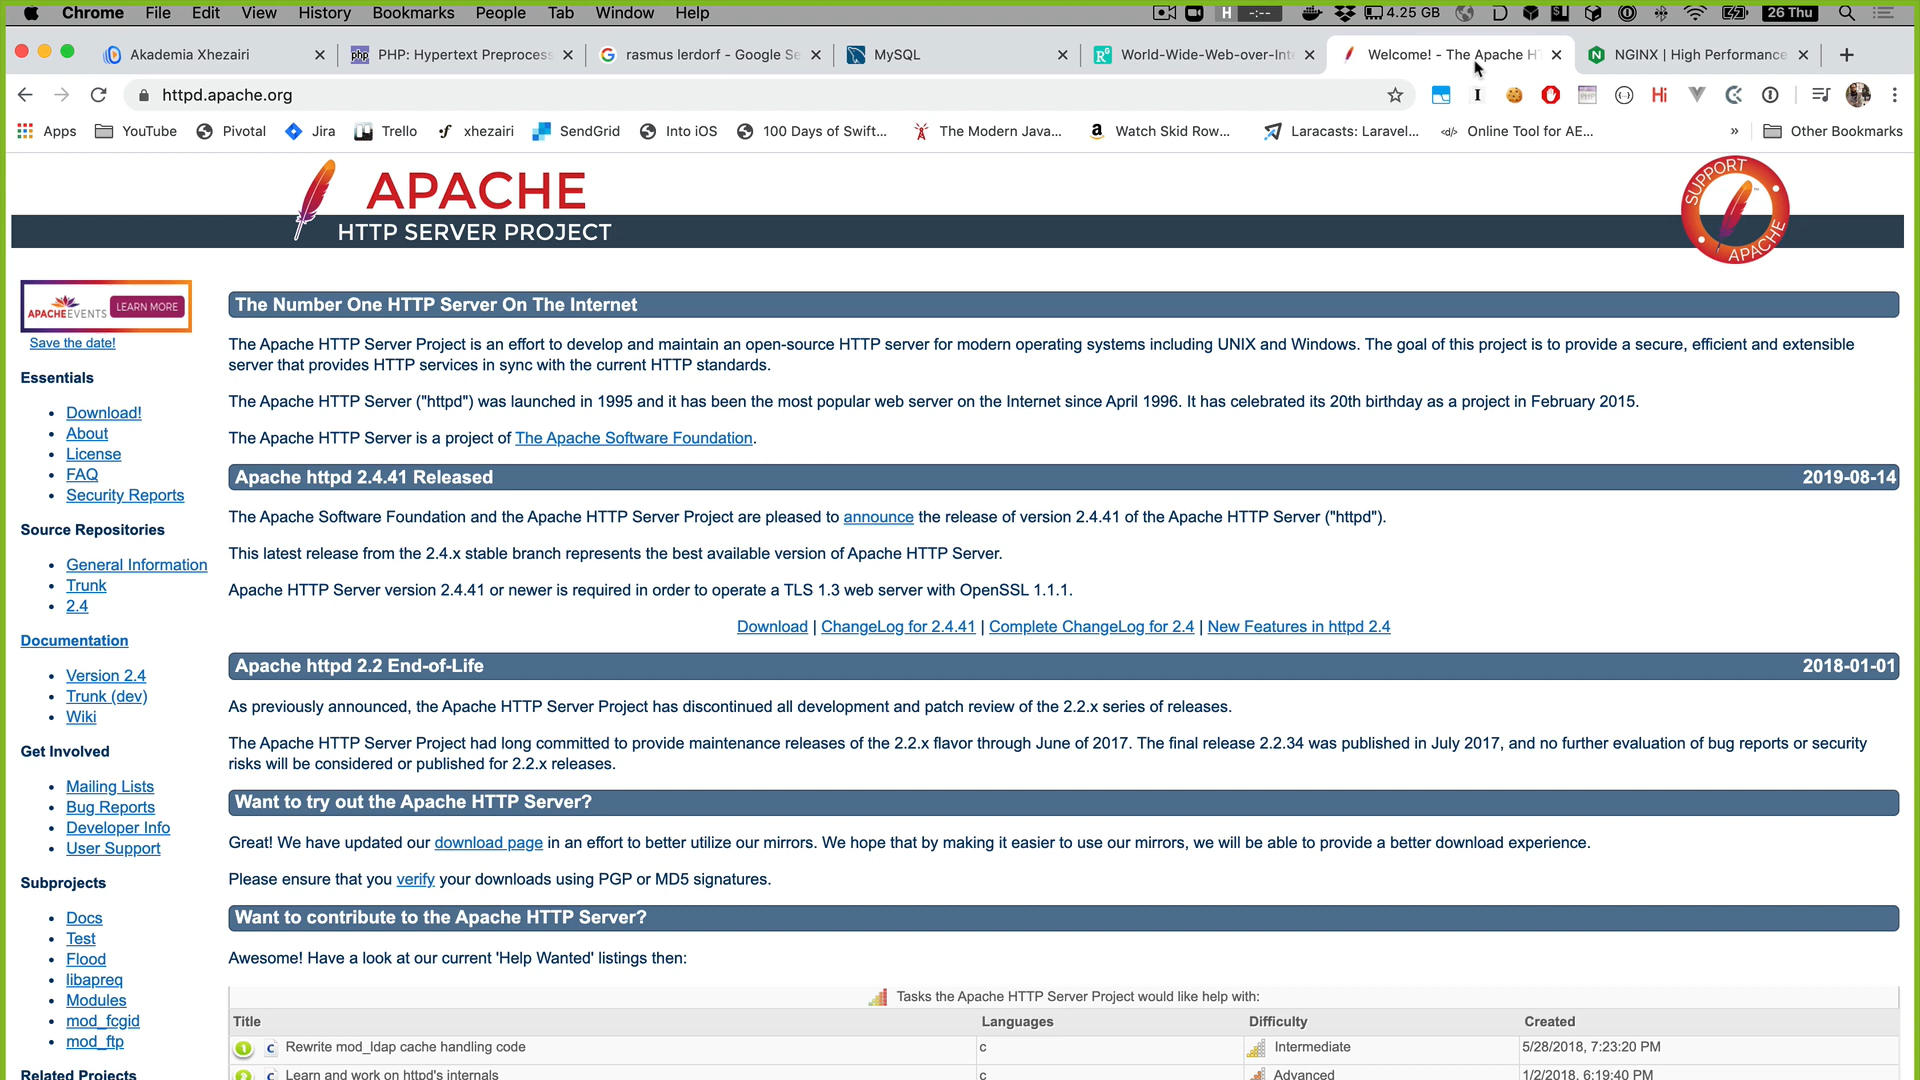 Chrome File Edit View History Bookmarks People Tab Window Help H -:-- 4.25 GB 26 Thu
Akademia Xhezairi
php PHP: Hypertext Preprocess
rasmus lerdorf - Google Se
MySQL
World-Wide-Web-over-Int
Welcome! - The Apache H
NGINX | High Performance
httpd.apache.org
Apps YouTube Pivotal Jira Trello xhezairi SendGrid Into iOS 100 Days of Swift... The Modern Java... Watch Skid Row... Laracasts: Laravel... Online Tool for AE... » Other Bookmarks
APACHE
HTTP SERVER PROJECT
SUPPORT APACHE
APACHE EVENTS LEARN MORE
Save the date!
Essentials
Download!
About
License
FAQ
Security Reports
Source Repositories
General Information
Trunk
2.4
Documentation
Version 2.4
Trunk (dev)
Wiki
Get Involved
Mailing Lists
Bug Reports
Developer Info
User Support
Subprojects
Docs
Test
Flood
libapreq
Modules
mod_fcgid
mod_ftp
Related Projects
The Number One HTTP Server On The Internet
The Apache HTTP Server Project is an effort to develop and maintain an open-source HTTP server for modern operating systems including UNIX and Windows. The goal of this project is to provide a secure, efficient and extensible
server that provides HTTP services in sync with the current HTTP standards.
The Apache HTTP Server ("httpd") was launched in 1995 and it has been the most popular web server on the Internet since April 1996. It has celebrated its 20th birthday as a project in February 2015.
The Apache HTTP Server is a project of The Apache Software Foundation.
Apache httpd 2.4.41 Released 2019-08-14
The Apache Software Foundation and the Apache HTTP Server Project are pleased to announce the release of version 2.4.41 of the Apache HTTP Server ("httpd").
This latest release from the 2.4.x stable branch represents the best available version of Apache HTTP Server.
Apache HTTP Server version 2.4.41 or newer is required in order to operate a TLS 1.3 web server with OpenSSL 1.1.1.
Download | ChangeLog for 2.4.41 | Complete ChangeLog for 2.4 | New Features in httpd 2.4
Apache httpd 2.2 End-of-Life 2018-01-01
As previously announced, the Apache HTTP Server Project has discontinued all development and patch review of the 2.2.x series of releases.
The Apache HTTP Server Project had long committed to provide maintenance releases of the 2.2.x flavor through June of 2017. The final release 2.2.34 was published in July 2017, and no further evaluation of bug reports or security
risks will be considered or published for 2.2.x releases.
Want to try out the Apache HTTP Server?
Great! We have updated our download page in an effort to better utilize our mirrors. We hope that by making it easier to use our mirrors, we will be able to provide a better download experience.
Please ensure that you verify your downloads using PGP or MD5 signatures.
Want to contribute to the Apache HTTP Server?
Awesome! Have a look at our current 'Help Wanted' listings then:
Tasks the Apache HTTP Server Project would like help with:
Title Languages Difficulty Created
1 C Rewrite mod_ldap cache handling code c Intermediate 5/28/2018, 7:23:20 PM
2 C Learn and work on httpd's internals c Advanced 1/2/2018, 6:19:40 PM